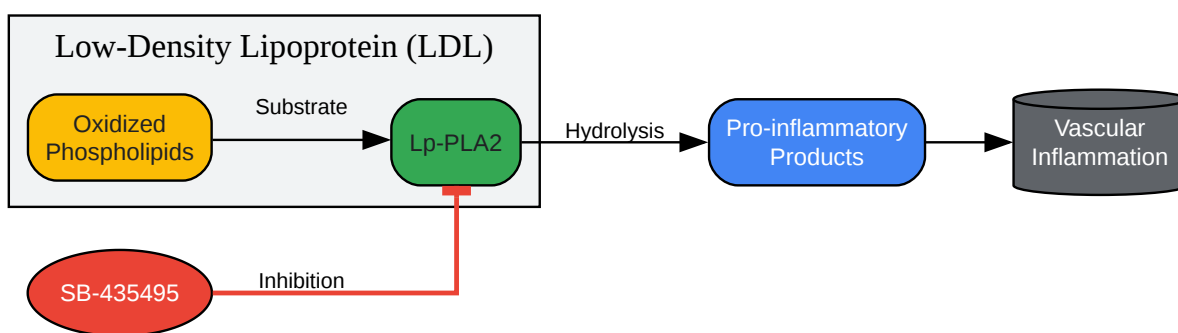 Low-Density Lipoprotein (LDL)
Oxidized
Phospholipids
Substrate
Lp-PLA2
Hydrolysis
Pro-inflammatory
Products
Vascular
Inflammation
SB-435495
Inhibition